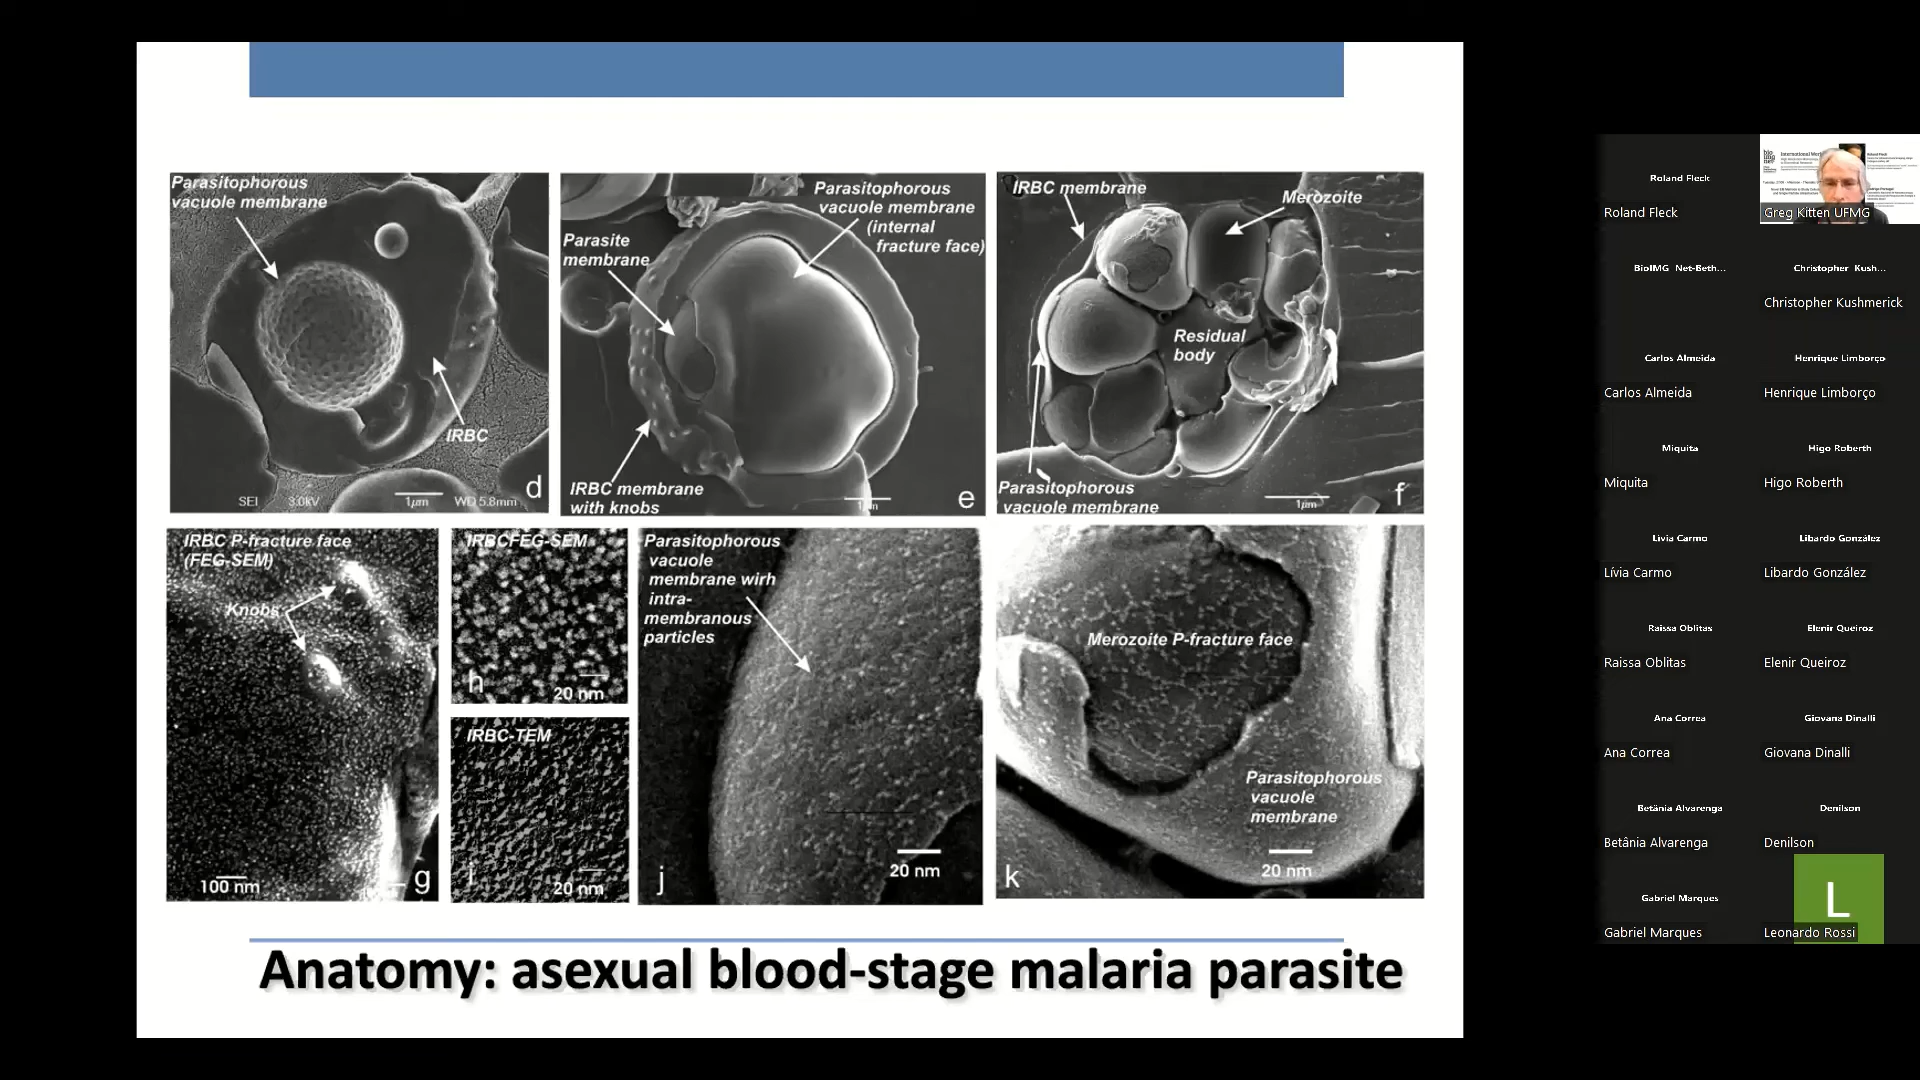 Parasitophorous
vacuole membrane
IRBC
SEI 3.0kV 1µm WD 5.8mm
d
Parasitophorous
vacuole membrane
(internal
fracture face)
Parasite
membrane
IRBC membrane
with knobs
1µm
e
IRBC membrane
Merozoite
Residual
body
Parasitophorous
vacuole membrane
1µm
f
IRBC P-fracture face
(FEG-SEM)
Knobs
100 nm
g
IRBCFEG-SEM
h
20 nm
IRBC-TEM
i
20 nm
Parasitophorous
vacuole
membrane wirh
intra-
membranous
particles
20 nm
j
Merozoite P-fracture face
Parasitophorous
vacuole
membrane
20 nm
k
Anatomy: asexual blood-stage malaria parasite
Roland Fleck
Roland Fleck
Greg Kitten UFMG
BioIMG Net-Beth...
Christopher Kush...
Christopher Kushmerick
Carlos Almeida
Henrique Limborço
Carlos Almeida
Henrique Limborço
Miquita
Higo Roberth
Miquita
Higo Roberth
Lívia Carmo
Libardo González
Lívia Carmo
Libardo González
Raissa Oblitas
Elenir Queiroz
Raissa Oblitas
Elenir Queiroz
Ana Correa
Giovana Dinalli
Ana Correa
Giovana Dinalli
Betânia Alvarenga
Denilson
Betânia Alvarenga
Denilson
Gabriel Marques
L
Gabriel Marques
Leonardo Rossi